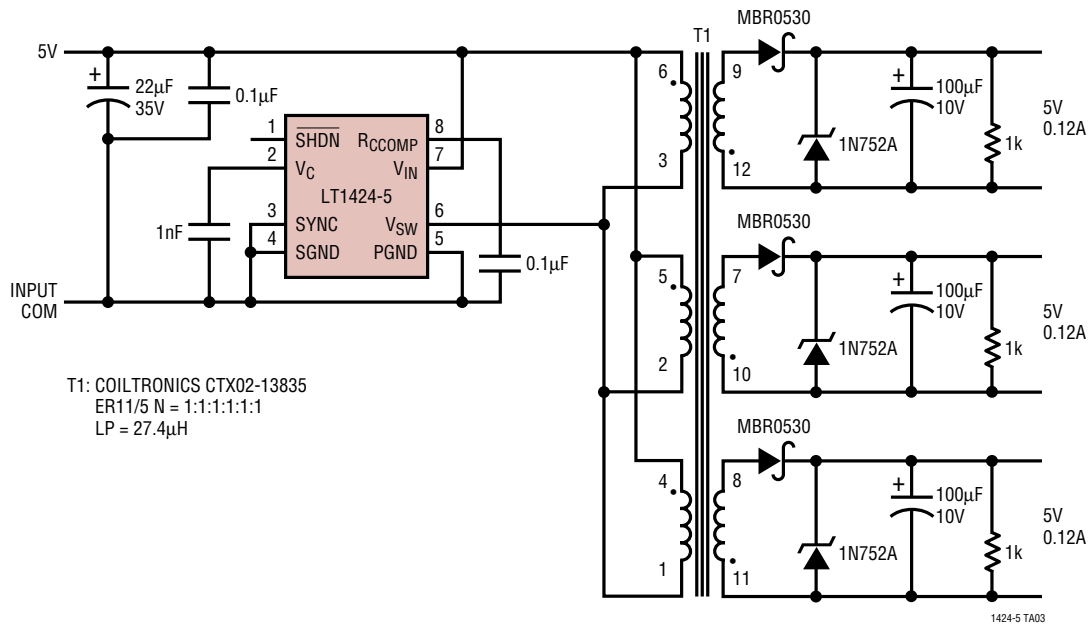 5V
+
22µF
35V
0.1µF
1
SHDN
2
VC
3
SYNC
4
SGND
LT1424-5
RCCOMP
8
VIN
7
VSW
6
PGND
5
1nF
0.1µF
INPUT
COM
T1: COILTRONICS CTX02-13835
ER11/5 N = 1:1:1:1:1:1
LP = 27.4µH
T1
6
3
5
2
4
1
MBR0530
9
12
1N752A
+
100µF
10V
1k
5V
0.12A
MBR0530
7
10
1N752A
+
100µF
10V
1k
5V
0.12A
MBR0530
8
11
1N752A
+
100µF
10V
1k
5V
0.12A
1424-5 TA03